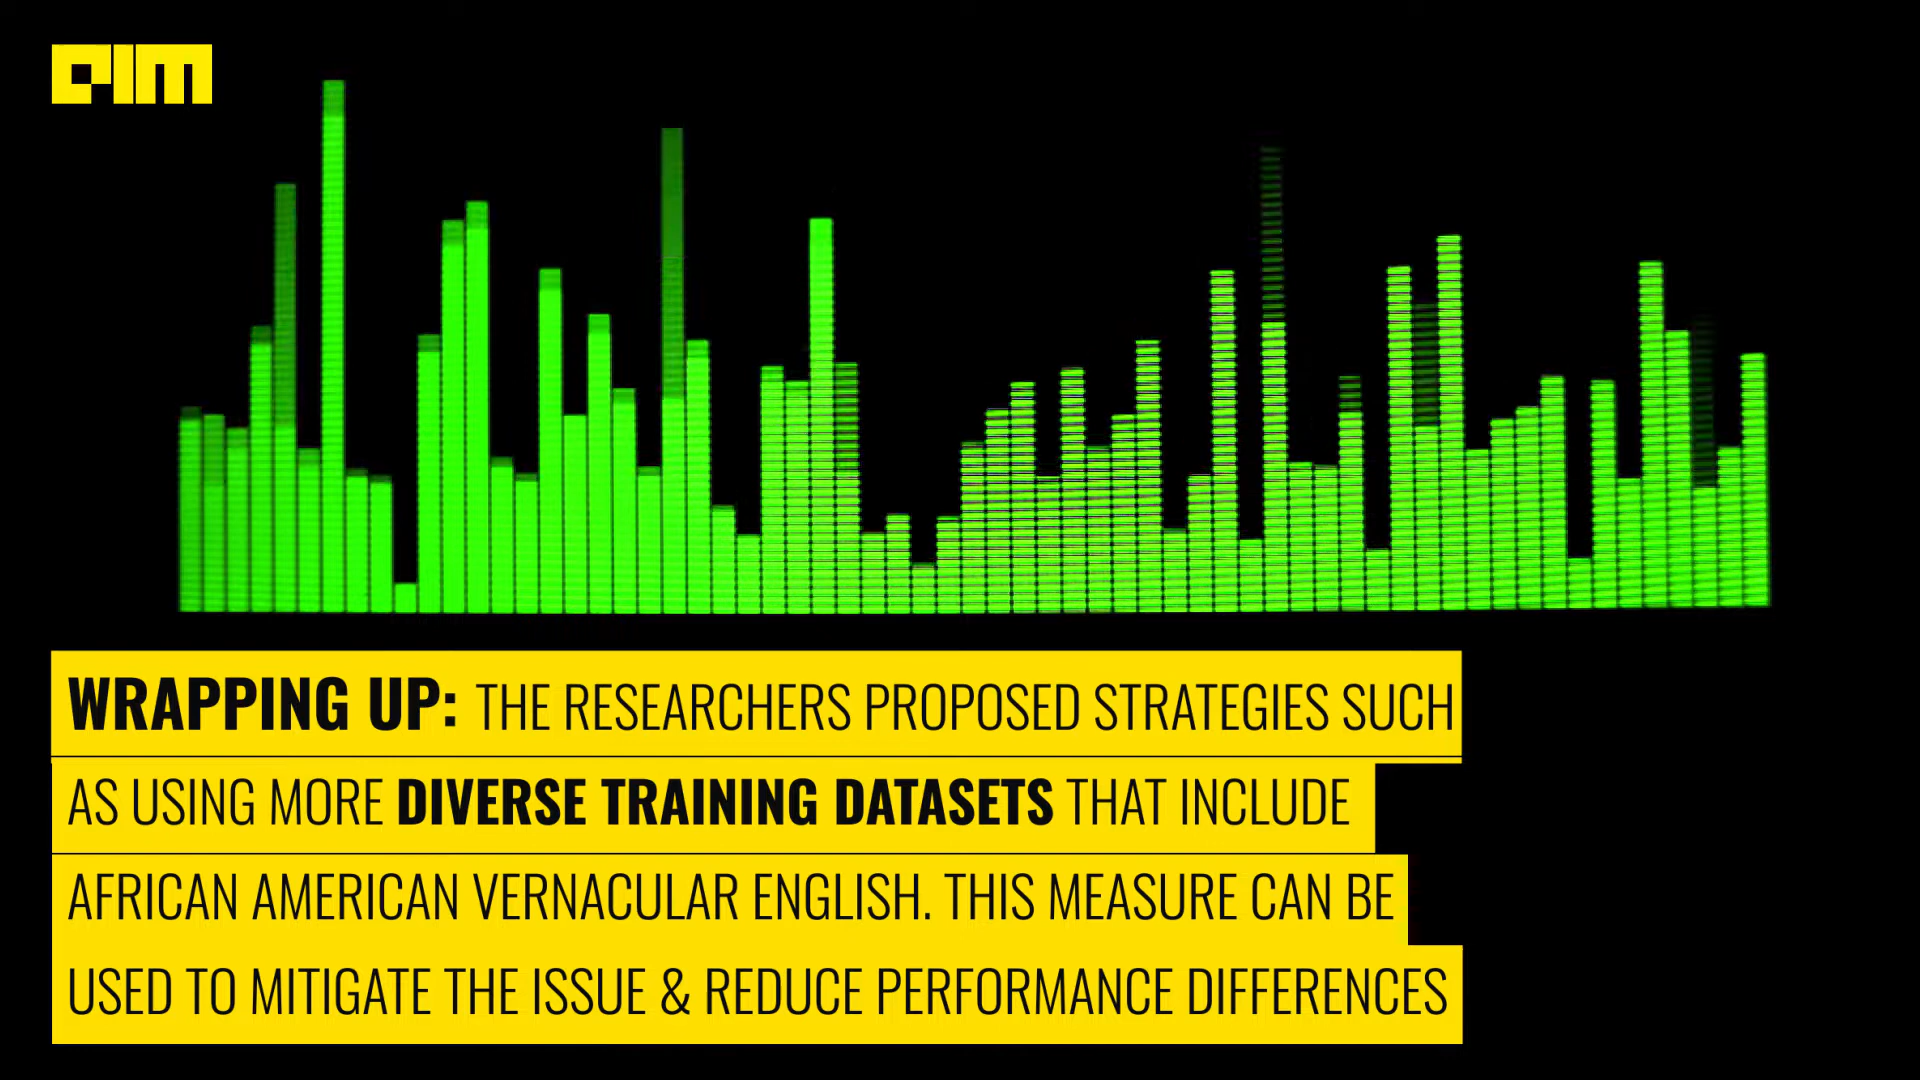 AIM
WRAPPING UP: THE RESEARCHERS PROPOSED STRATEGIES SUCH
AS USING MORE DIVERSE TRAINING DATASETS THAT INCLUDE
AFRICAN AMERICAN VERNACULAR ENGLISH. THIS MEASURE CAN BE
USED TO MITIGATE THE ISSUE & REDUCE PERFORMANCE DIFFERENCES